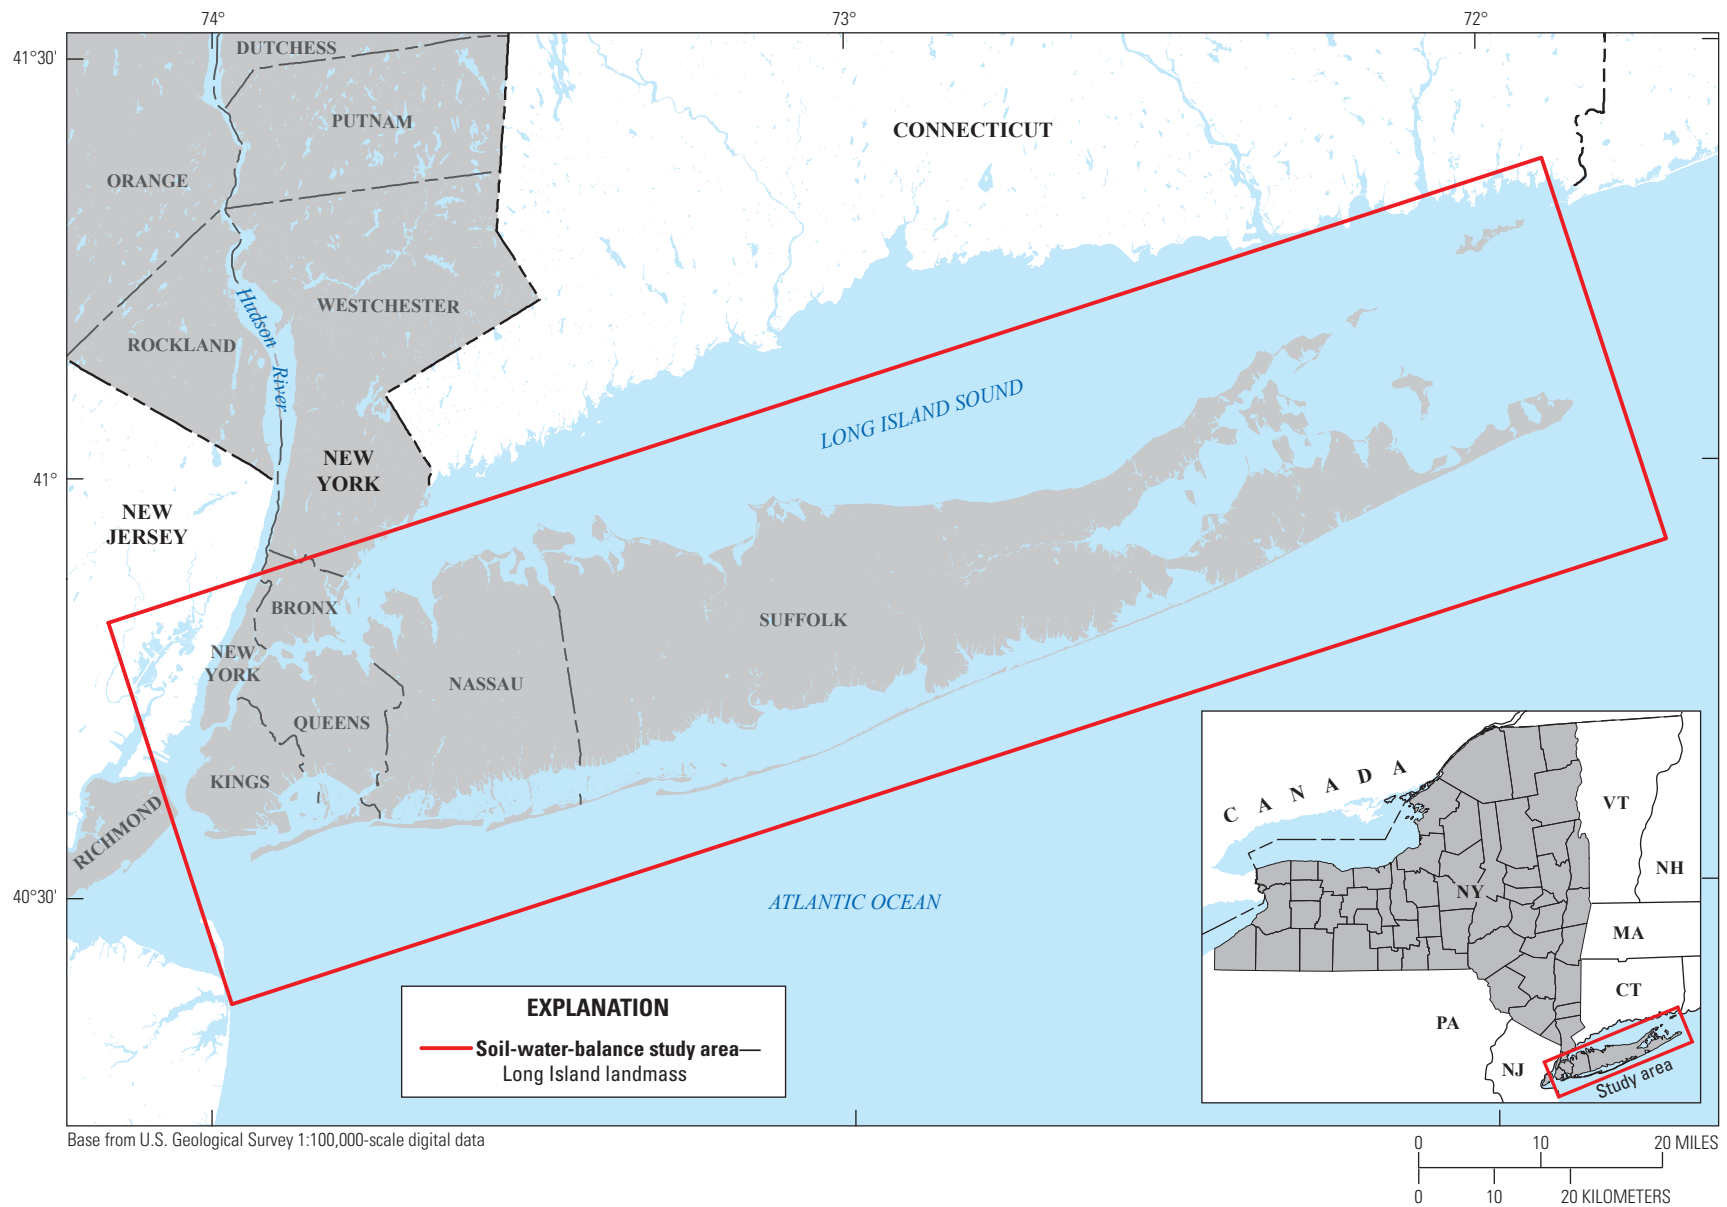 74°
73°
72°
41°30'
DUTCHESS
PUTNAM
CONNECTICUT
ORANGE
WESTCHESTER
Hudson
River
ROCKLAND
LONG ISLAND SOUND
NEW
YORK
41°
NEW
JERSEY
BRONX
SUFFOLK
NEW
YORK
NASSAU
QUEENS
KINGS
RICHMOND
40°30'
ATLANTIC OCEAN
EXPLANATION
Soil-water-balance study area—
Long Island landmass
CANADA
VT
NH
NY
MA
CT
PA
NJ
Study area
Base from U.S. Geological Survey 1:100,000-scale digital data
0 10 20 MILES
0 10 20 KILOMETERS